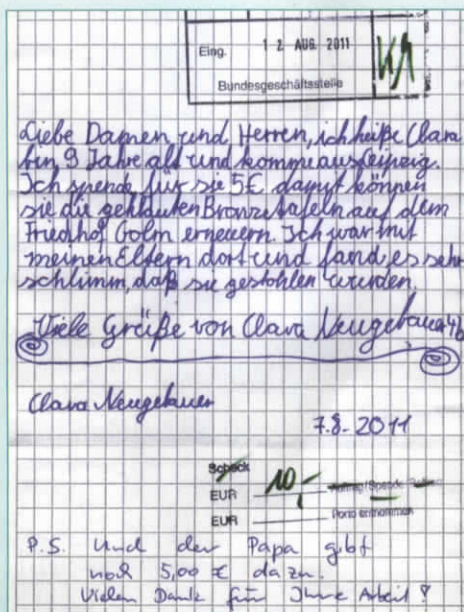 Eing. 12 AUG. 2011
Bundesgeschäftsstelle
Liebe Damen und Herren, ich heiße Clara
bin 9 Jahre alt und komme aus Leipzig.
Ich spende für sie 5€ damit können
sie die geklauten Bronzetafeln auf dem
Friedhof Golm erneuern. Ich war mit
meinen Eltern dort und fand es sehr
schlimm, daß sie gestohlen wurden.
Viele Grüße von Clara Neugebauer 4b
Clara Neugebauer
7.8.2011
Scheck
EUR 10,-
EUR Porto entnommen
P.S. Und der Papa gibt
noch 5,00 € dazu.
Vielen Dank für Ihre Arbeit!